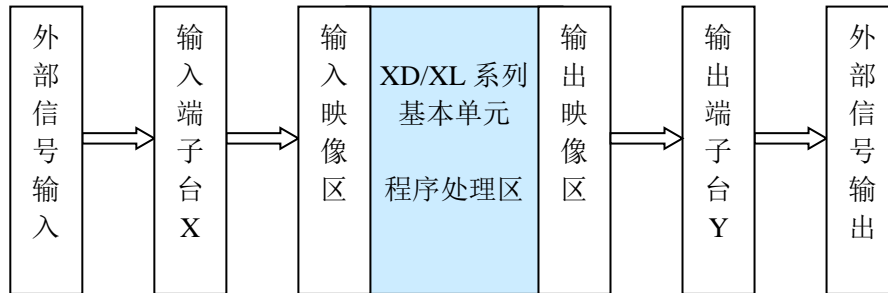 外部信号输入
输入端子台X
输入映像区
XD/XL 系列
基本单元
程序处理区
输出映像区
输出端子台Y
外部信号输出